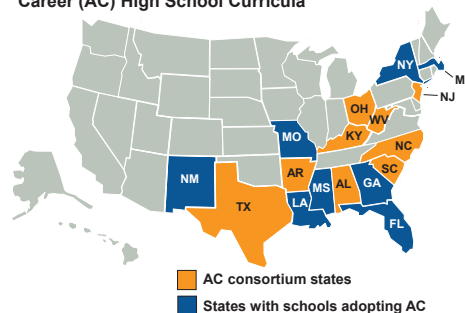 Career (AC) High School Curricula
NY
M
NJ
OH
WV
KY
MO
NC
SC
AR
NM
TX
LA
MS
AL
GA
FL
AC consortium states
States with schools adopting AC